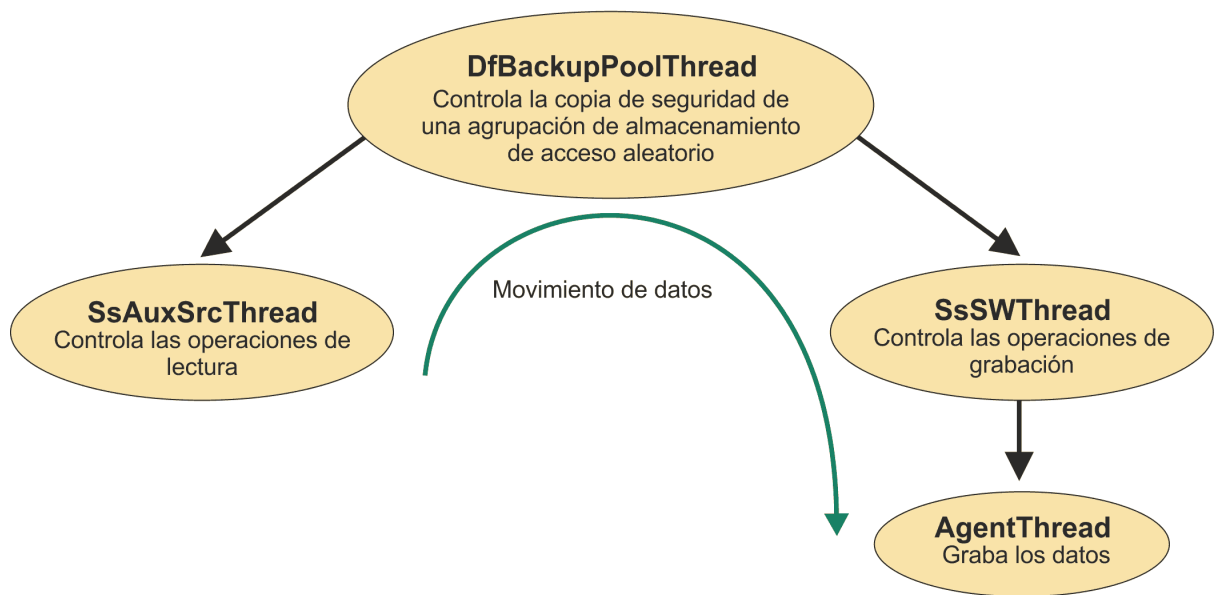 DfBackupPoolThread
Controla la copia de seguridad de
una agrupación de almacenamiento
de acceso aleatorio
Movimiento de datos
SsAuxSrcThread
Controla las operaciones de
lectura
SsSWThread
Controla las operaciones de
grabación
AgentThread
Graba los datos